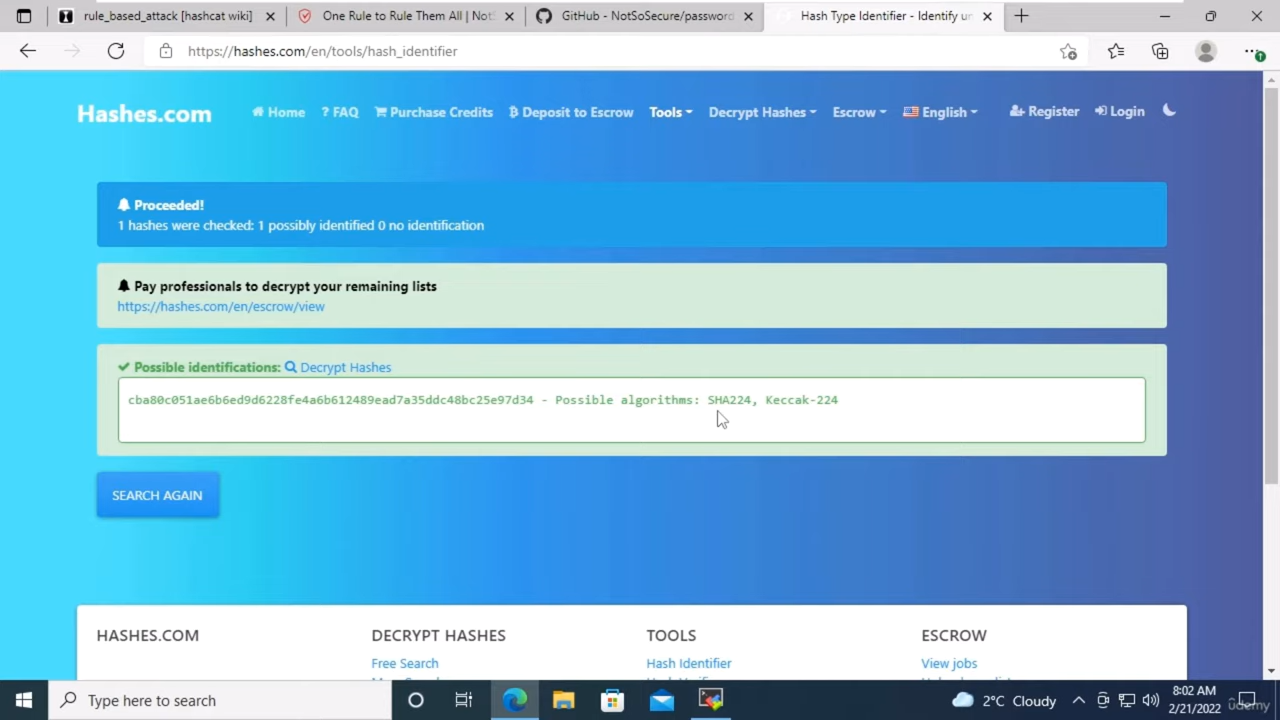 rule_based_attack [hashcat wiki]
One Rule to Rule Them All | Not
GitHub - NotSoSecure/password
Hash Type Identifier - Identify un
https://hashes.com/en/tools/hash_identifier
Hashes.com
Home
? FAQ
Purchase Credits
Deposit to Escrow
Tools
Decrypt Hashes
Escrow
English
Register
Login
Proceeded!
1 hashes were checked: 1 possibly identified 0 no identification
Pay professionals to decrypt your remaining lists
https://hashes.com/en/escrow/view
Possible identifications: Decrypt Hashes
cba80c051ae6b6ed9d6228fe4a6b612489ead7a35ddc48bc25e97d34 - Possible algorithms: SHA224, Keccak-224
SEARCH AGAIN
HASHES.COM
DECRYPT HASHES
TOOLS
ESCROW
Free Search
Hash Identifier
View jobs
Type here to search
2°C Cloudy
8:02 AM
2/21/2022
udemy